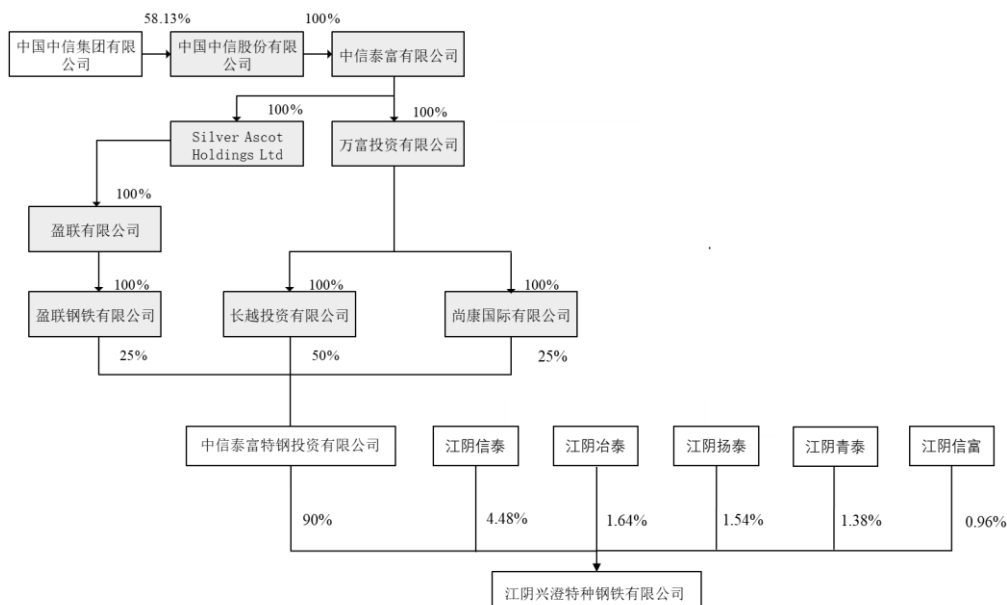 58.13%
100%
中国中信集团有限
公司
中国中信股份有限
公司
中信泰富有限公司
100%
100%
Silver Ascot
Holdings Ltd
万富投资有限公司
100%
盈联有限公司
100%
100%
100%
盈联钢铁有限公司
长越投资有限公司
尚康国际有限公司
25%
50%
25%
中信泰富特钢投资有限公司
江阴信泰
江阴冶泰
江阴扬泰
江阴青泰
江阴信富
90%
4.48%
1.64%
1.54%
1.38%
0.96%
江阴兴澄特种钢铁有限公司